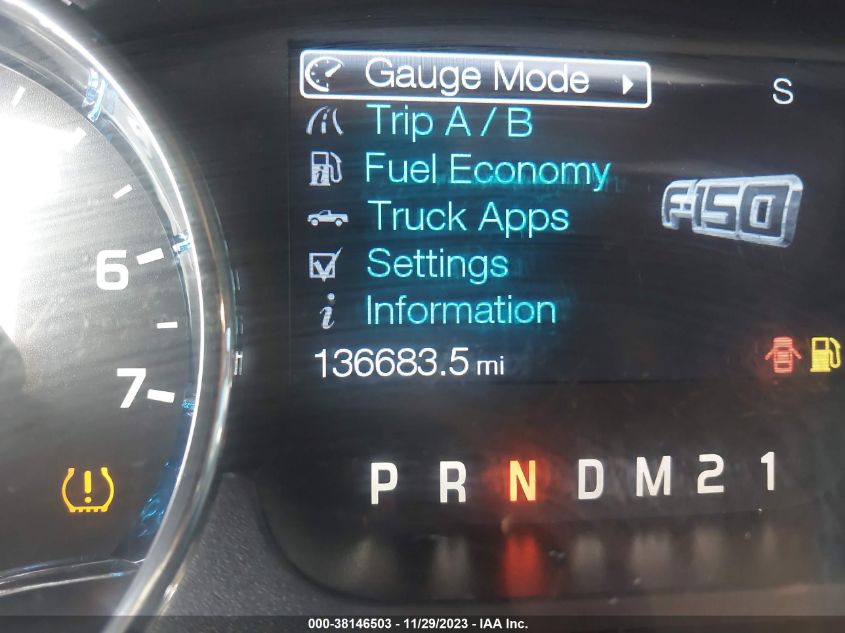 Gauge Mode
S
Trip A / B
Fuel Economy
F-150
Truck Apps
6
Settings
Information
136683.5 mi
7
P R N D M 2 1
000-38146503 - 11/29/2023 - IAA Inc.